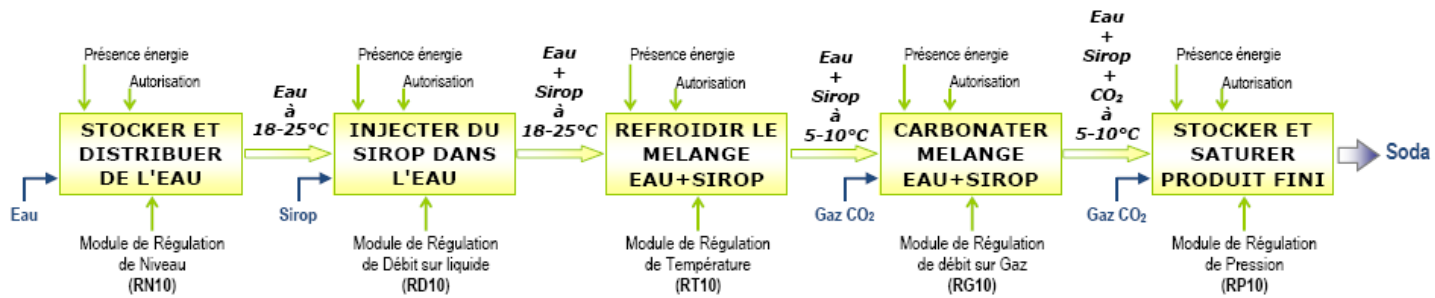 Présence énergie
Autorisation
STOCKER ET
DISTRIBUER
DE L'EAU
Eau
Module de Régulation
de Niveau
(RN10)
Eau
à
18-25°C
Présence énergie
Autorisation
INJECTER DU
SIROP DANS
L'EAU
Sirop
Module de Régulation
de Débit sur liquide
(RD10)
Eau
+
Sirop
à
18-25°C
Présence énergie
Autorisation
REFROIDIR LE
MELANGE
EAU+SIROP
Module de Régulation
de Température
(RT10)
Eau
+
Sirop
à
5-10°C
Présence énergie
Autorisation
CARBONATER
MELANGE
EAU+SIROP
Gaz CO₂
Module de Régulation
de débit sur Gaz
(RG10)
Eau
+
Sirop
+
CO₂
à
5-10°C
Présence énergie
Autorisation
STOCKER ET
SATURER
PRODUIT FINI
Gaz CO₂
Module de Régulation
de Pression
(RP10)
Soda